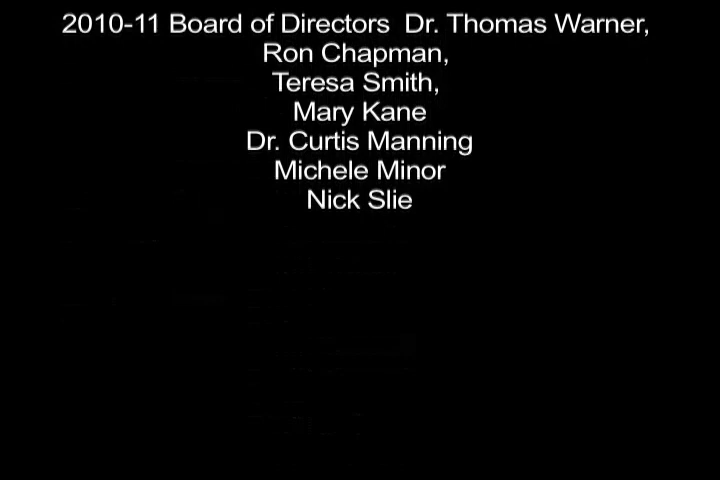 2010-11 Board of Directors  Dr. Thomas Warner,
Ron Chapman,
Teresa Smith,
Mary Kane
Dr. Curtis Manning
Michele Minor
Nick Slie